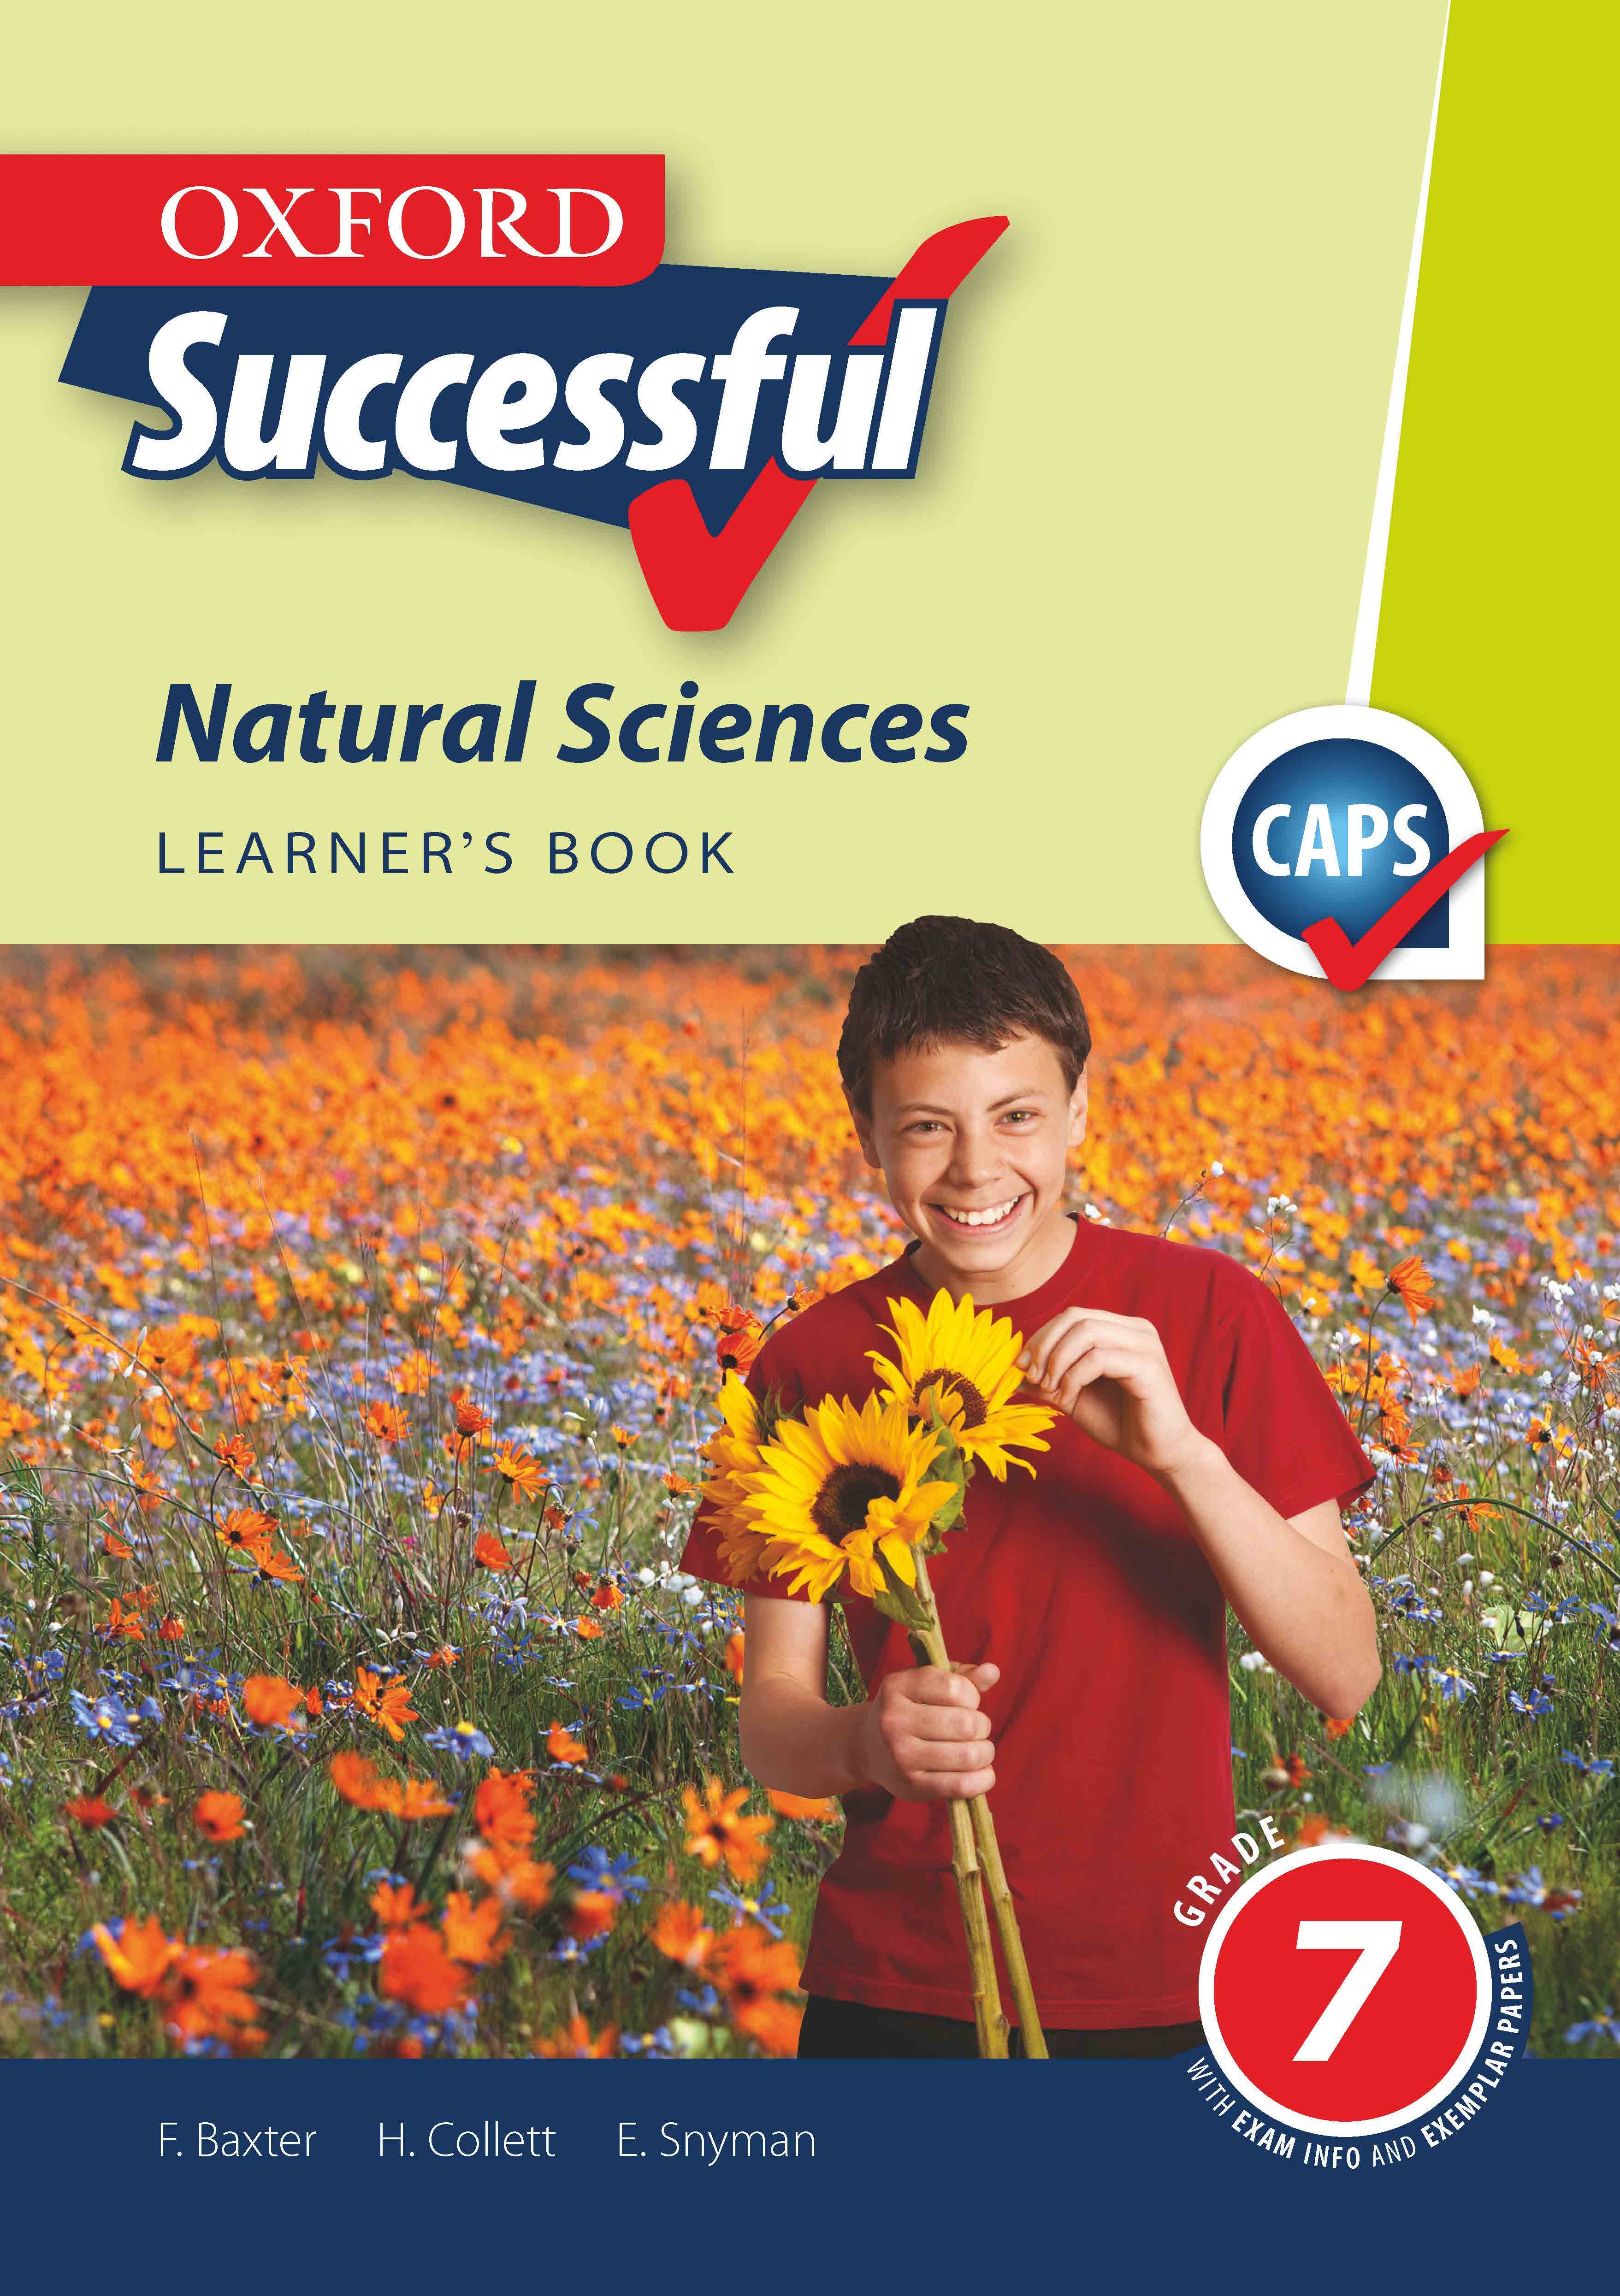 OXFORD
Successful
Natural Sciences
LEARNER'S BOOK
CAPS
GRADE
7
WITH EXAM INFO AND EXEMPLAR PAPERS
F. Baxter H. Collett E. Snyman